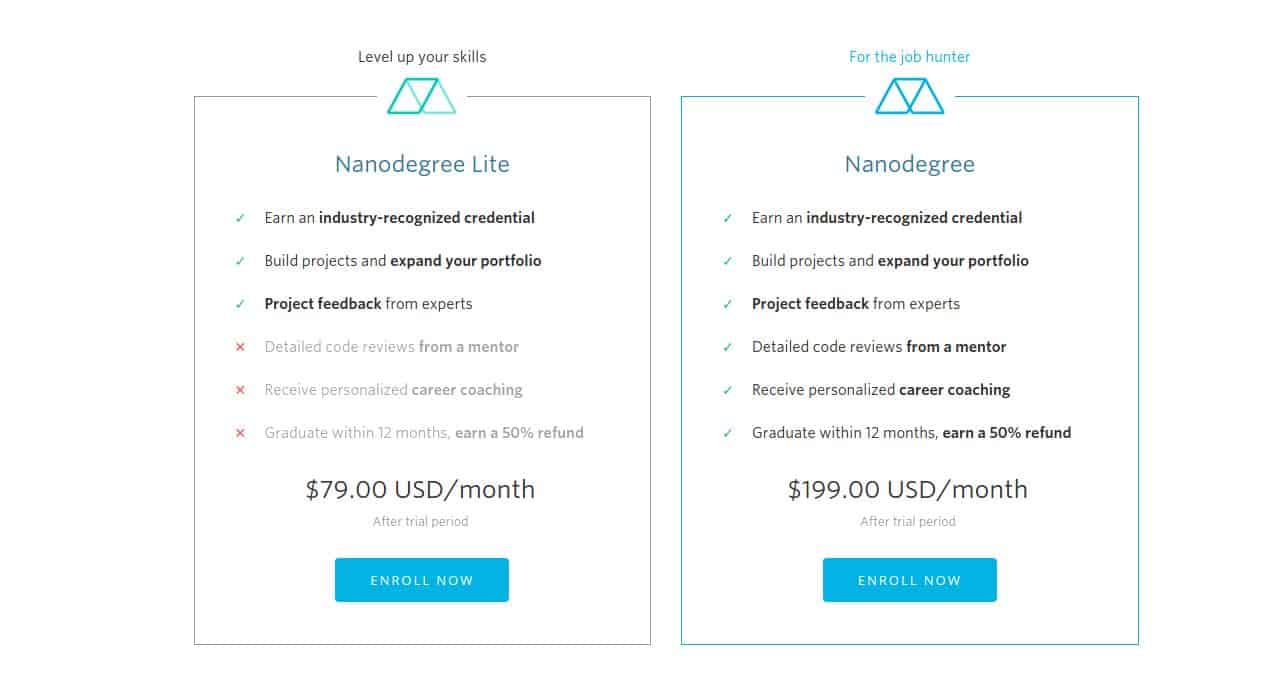 Level up your skills
Nanodegree Lite
✓ Earn an industry-recognized credential
✓ Build projects and expand your portfolio
✓ Project feedback from experts
✕ Detailed code reviews from a mentor
✕ Receive personalized career coaching
✕ Graduate within 12 months, earn a 50% refund
$79.00 USD/month
After trial period
ENROLL NOW
For the job hunter
Nanodegree
✓ Earn an industry-recognized credential
✓ Build projects and expand your portfolio
✓ Project feedback from experts
✓ Detailed code reviews from a mentor
✓ Receive personalized career coaching
✓ Graduate within 12 months, earn a 50% refund
$199.00 USD/month
After trial period
ENROLL NOW